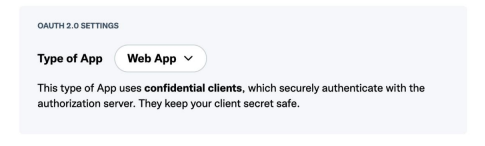 OAUTH 2.0 SETTINGS
Type of App Web App
This type of App uses confidential clients, which securely authenticate with the
authorization server. They keep your client secret safe.